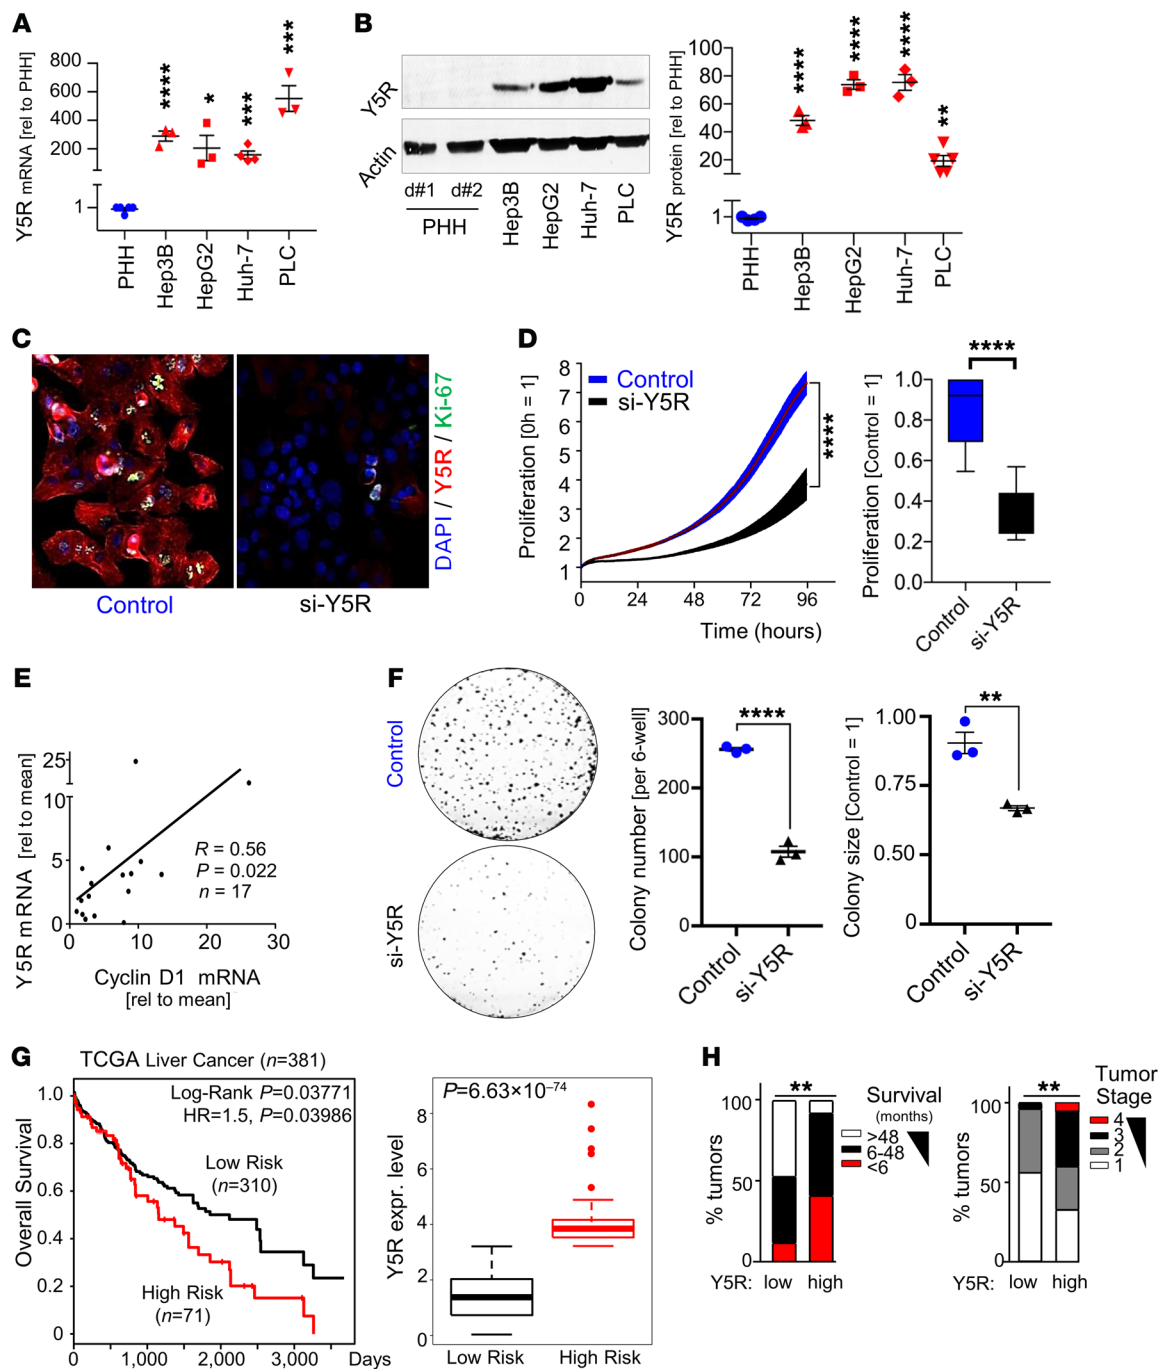 A
Y5R mRNA [rel to PHH]
800
600
400
200
1
****
*
***
***
PHH
Hep3B
HepG2
Huh-7
PLC
B
Y5R
Actin
d#1 d#2
PHH
Hep3B
HepG2
Huh-7
PLC
Y5R protein [rel to PHH]
100
80
60
40
20
1
****
****
****
**
PHH
Hep3B
HepG2
Huh-7
PLC
C
DAPI / Y5R / Ki-67
Control
si-Y5R
D
Proliferation [0h = 1]
8
7
6
5
4
3
2
1
Control
si-Y5R
****
0 24 48 72 96
Time (hours)
****
Proliferation [Control = 1]
1.0
0.8
0.6
0.4
0.2
0.0
Control
si-Y5R
E
Y5R mRNA [rel to mean]
25
10
5
0
R = 0.56
P = 0.022
n = 17
0 10 20 30
Cyclin D1 mRNA
[rel to mean]
F
Control
si-Y5R
Colony number [per 6-well]
300
200
100
0
****
Control
si-Y5R
Colony size [Control = 1]
1.00
0.75
0.50
0
**
Control
si-Y5R
G
TCGA Liver Cancer (n=381)
Log-Rank P=0.03771
HR=1.5, P=0.03986
Overall Survival
1.0
0.8
0.6
0.4
0.2
0
Low Risk
(n=310)
High Risk
(n=71)
0 1,000 2,000 3,000 Days
P=6.63×10–74
Y5R expr. level
8
6
4
2
0
Low Risk High Risk
H
**
% tumors
100
50
0
Survival
(months)
>48
6-48
<6
Y5R: low high
**
% tumors
100
50
0
Tumor
Stage
4
3
2
1
Y5R: low high